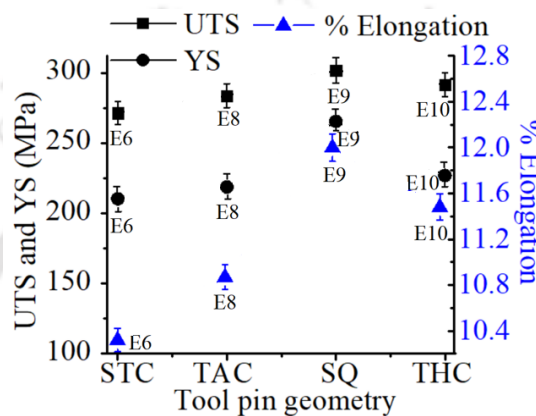 UTS % Elongation
YS
UTS and YS (MPa)
300
250
200
150
100
12.8
12.4
12.0
11.6
11.2
10.8
10.4
% Elongation
E6
E8
E9
E10
E6
E8
E9
E10
E6
E8
E9
E10
STC TAC SQ THC
Tool pin geometry